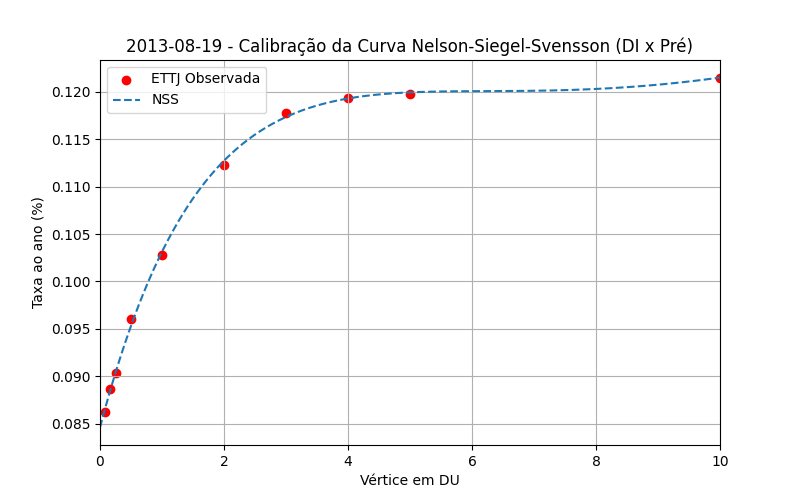 2013-08-19 - Calibração da Curva Nelson-Siegel-Svensson (DI x Pré)
ETTJ Observada
NSS
0.120
0.115
0.110
0.105
0.100
0.095
0.090
0.085
Taxa ao ano (%)
0 2 4 6 8 10
Vértice em DU